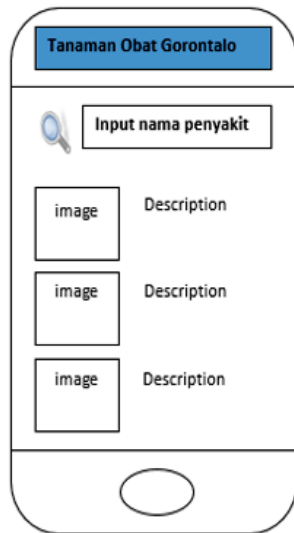 Tanaman Obat Gorontalo
Input nama penyakit
image Description
image Description
image Description